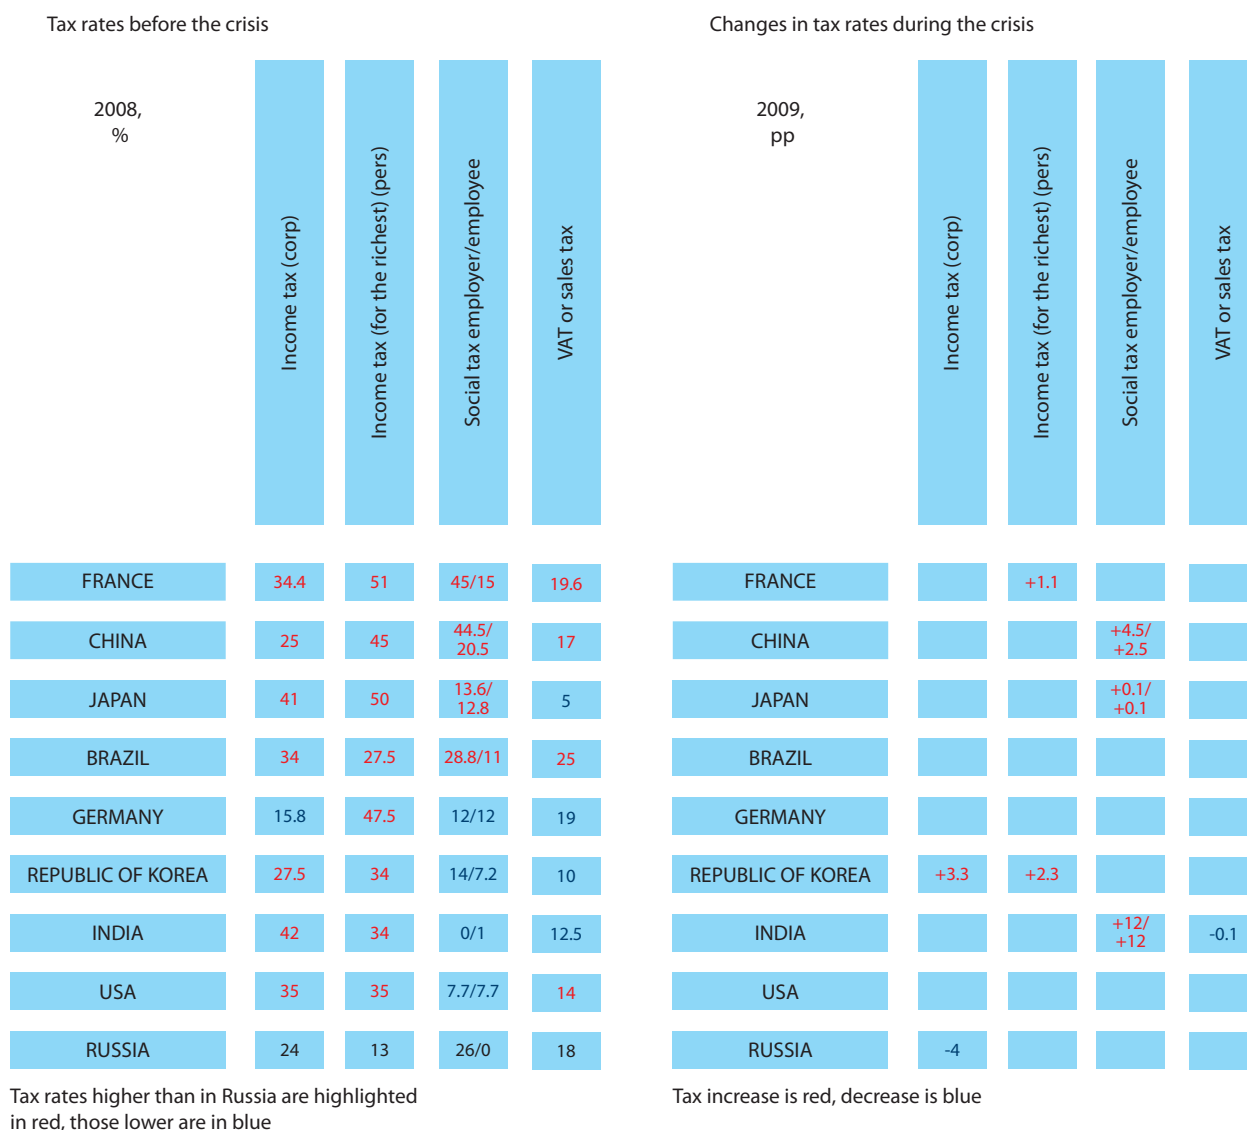 Tax rates before the crisis
2008,
%
Income tax (corp)
Income tax (for the richest) (pers)
Social tax employer/employee
VAT or sales tax
FRANCE 34.4 51 45/15 19.6
CHINA 25 45 44.5/
20.5 17
JAPAN 41 50 13.6/
12.8 5
BRAZIL 34 27.5 28.8/11 25
GERMANY 15.8 47.5 12/12 19
REPUBLIC OF KOREA 27.5 34 14/7.2 10
INDIA 42 34 0/1 12.5
USA 35 35 7.7/7.7 14
RUSSIA 24 13 26/0 18
Tax rates higher than in Russia are highlighted
in red, those lower are in blue
Changes in tax rates during the crisis
2009,
pp
Income tax (corp)
Income tax (for the richest) (pers)
Social tax employer/employee
VAT or sales tax
FRANCE +1.1
CHINA +4.5/
+2.5
JAPAN +0.1/
+0.1
BRAZIL
GERMANY
REPUBLIC OF KOREA +3.3 +2.3
INDIA +12/
+12 -0.1
USA
RUSSIA -4
Tax increase is red, decrease is blue